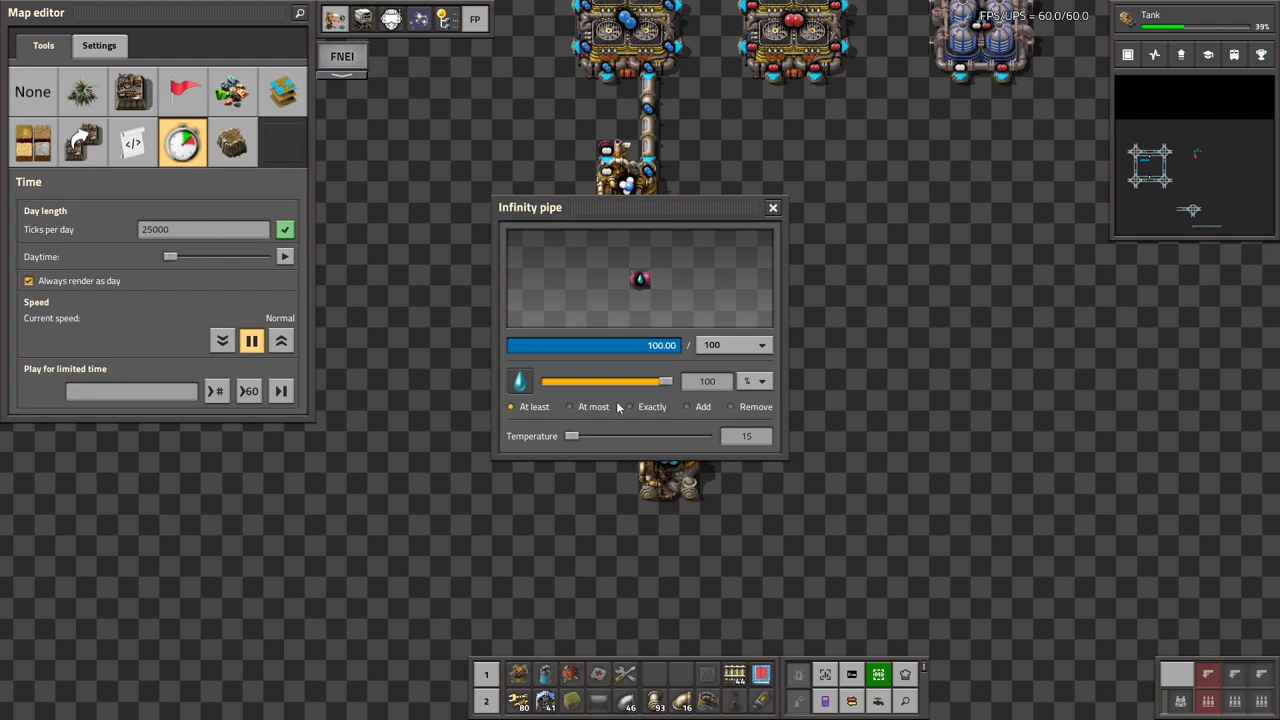 Map editor
Tools Settings
None
Time
Day length
Ticks per day 25000
Daytime:
Always render as day
Speed
Current speed: Normal
Play for limited time
># >60
FP
FNEI
FPS/UPS = 60.0/60.0
Tank
39%
Infinity pipe
100.00 / 100
100 %
At least At most Exactly Add Remove
Temperature 15
1 44
2 80 41 46 93 16